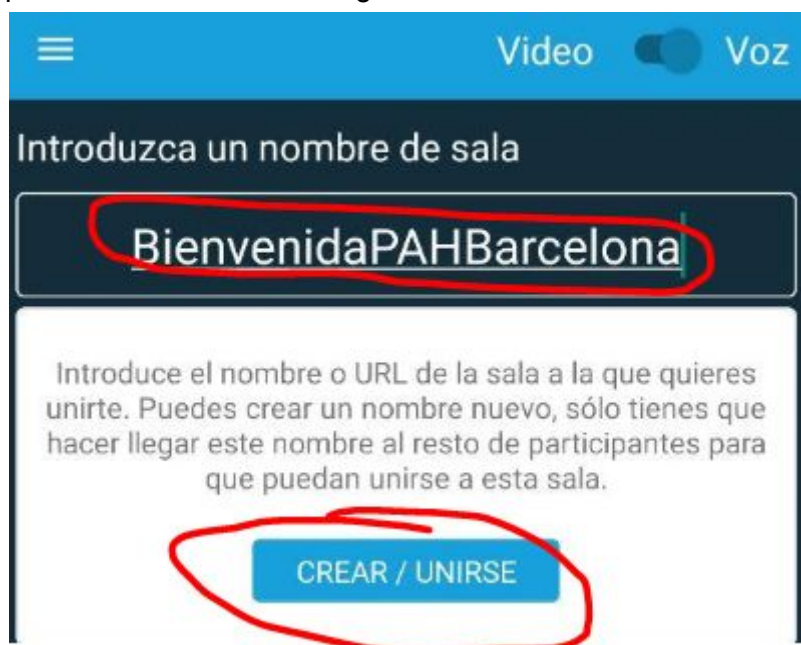 Video Voz
Introduzca un nombre de sala
BienvenidaPAHBarcelona
Introduce el nombre o URL de la sala a la que quieres
unirte. Puedes crear un nombre nuevo, sólo tienes que
hacer llegar este nombre al resto de participantes para
que puedan unirse a esta sala.
CREAR / UNIRSE